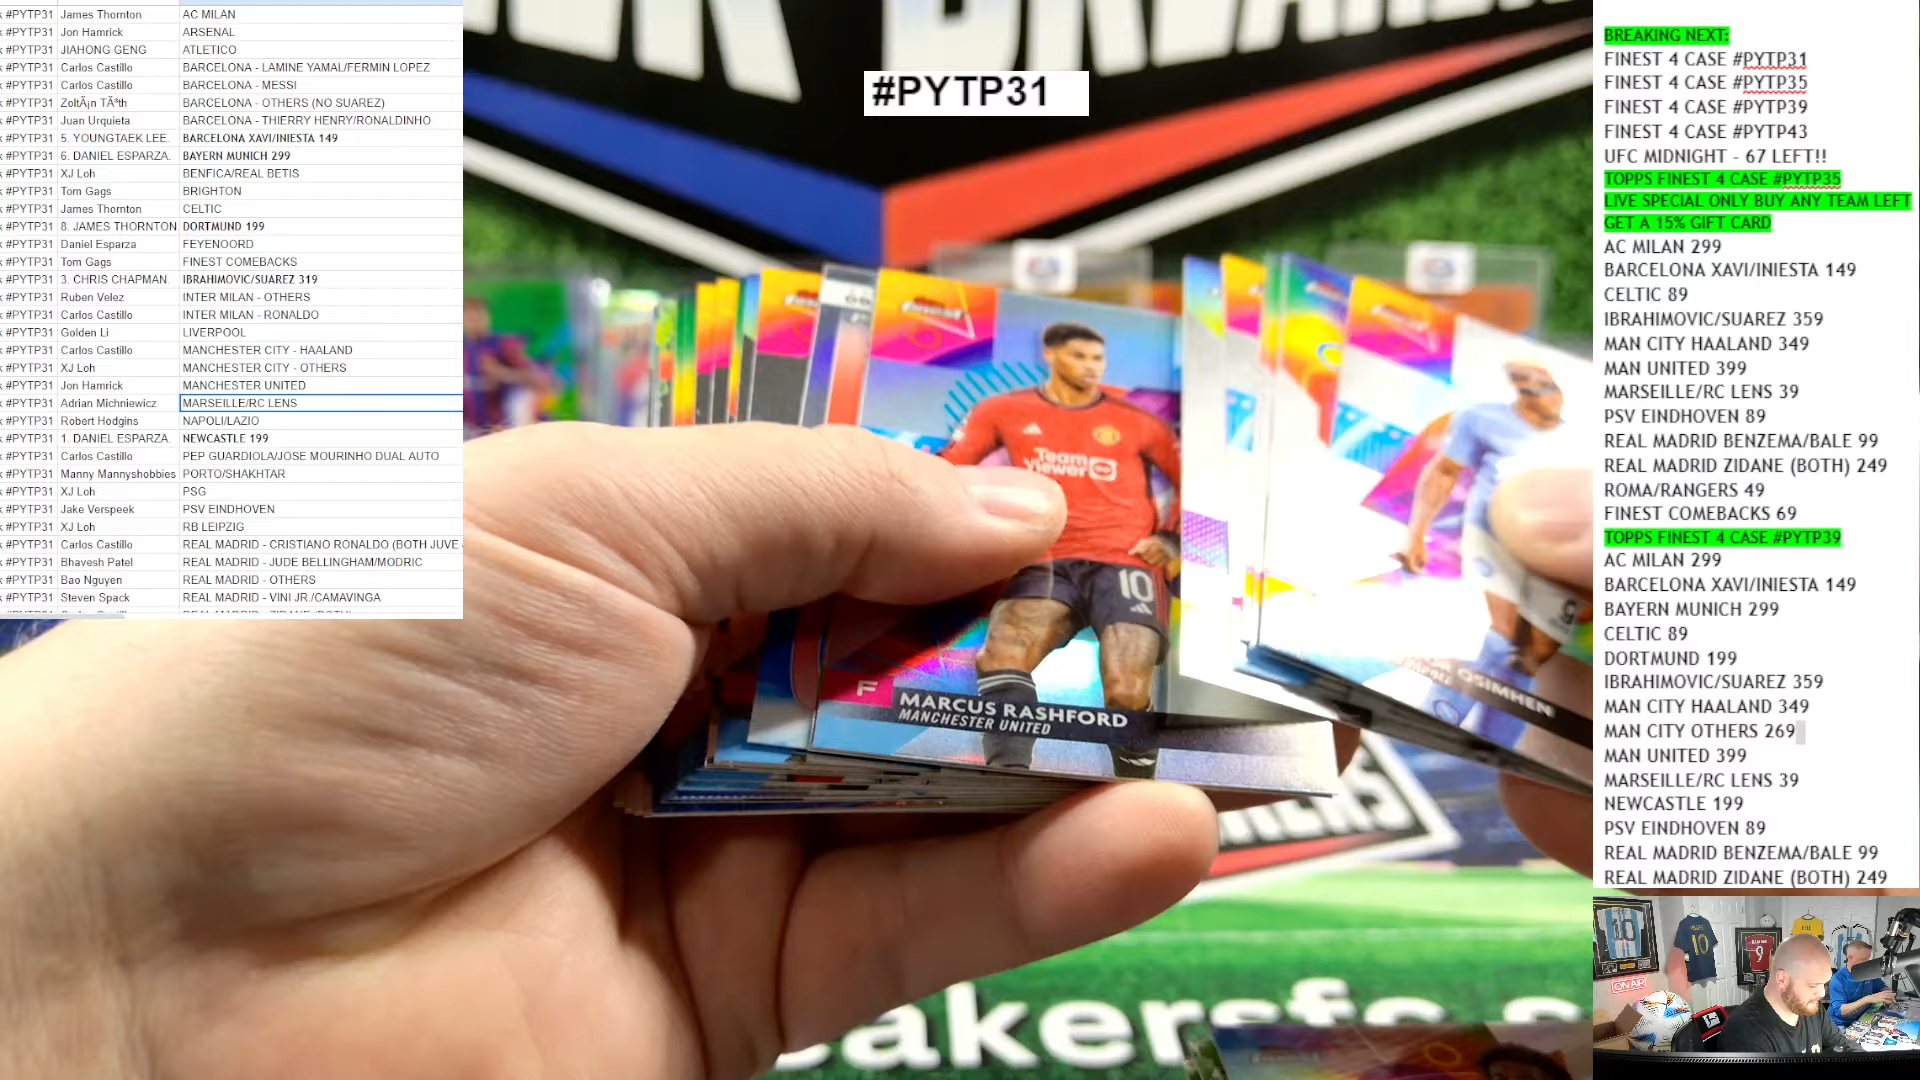 #PYTP31 James Thornton AC MILAN
#PYTP31 Jon Hamrick ARSENAL
#PYTP31 JIAHONG GENG ATLETICO
#PYTP31 Carlos Castillo BARCELONA - LAMINE YAMAL/FERMIN LOPEZ
#PYTP31 Carlos Castillo BARCELONA - MESSI
#PYTP31 ZoltÃ¡n TÃ³th BARCELONA - OTHERS (NO SUAREZ)
#PYTP31 Juan Urquieta BARCELONA - THIERRY HENRY/RONALDINHO
#PYTP31 5. YOUNGTAEK LEE. BARCELONA XAVI/INIESTA 149
#PYTP31 6. DANIEL ESPARZA. BAYERN MUNICH 299
#PYTP31 XJ Loh BENFICA/REAL BETIS
#PYTP31 Tom Gags BRIGHTON
#PYTP31 James Thornton CELTIC
#PYTP31 8. JAMES THORNTON. DORTMUND 199
#PYTP31 Daniel Esparza FEYENOORD
#PYTP31 Tom Gags FINEST COMEBACKS
#PYTP31 3. CHRIS CHAPMAN. IBRAHIMOVIC/SUAREZ 319
#PYTP31 Ruben Velez INTER MILAN - OTHERS
#PYTP31 Carlos Castillo INTER MILAN - RONALDO
#PYTP31 Golden Li LIVERPOOL
#PYTP31 Carlos Castillo MANCHESTER CITY - HAALAND
#PYTP31 XJ Loh MANCHESTER CITY - OTHERS
#PYTP31 Jon Hamrick MANCHESTER UNITED
#PYTP31 Adrian Michniewicz MARSEILLE/RC LENS
#PYTP31 Robert Hodgins NAPOLI/LAZIO
#PYTP31 1. DANIEL ESPARZA. NEWCASTLE 199
#PYTP31 Carlos Castillo PEP GUARDIOLA/JOSE MOURINHO DUAL AUTO
#PYTP31 Manny Mannyshobbies PORTO/SHAKHTAR
#PYTP31 XJ Loh PSG
#PYTP31 Jake Verspeek PSV EINDHOVEN
#PYTP31 XJ Loh RB LEIPZIG
#PYTP31 Carlos Castillo REAL MADRID - CRISTIANO RONALDO (BOTH JUVE
#PYTP31 Bhavesh Patel REAL MADRID - JUDE BELLINGHAM/MODRIC
#PYTP31 Bao Nguyen REAL MADRID - OTHERS
#PYTP31 Steven Spack REAL MADRID - VINI JR./CAMAVINGA
#PYTP31
Team
Viewer
10
F
MARCUS RASHFORD
MANCHESTER UNITED
OSIMHEN
BREAKING NEXT:
FINEST 4 CASE #PYTP31
FINEST 4 CASE #PYTP35
FINEST 4 CASE #PYTP39
FINEST 4 CASE #PYTP43
UFC MIDNIGHT - 67 LEFT!!
TOPPS FINEST 4 CASE #PYTP35
LIVE SPECIAL ONLY BUY ANY TEAM LEFT
GET A 15% GIFT CARD
AC MILAN 299
BARCELONA XAVI/INIESTA 149
CELTIC 89
IBRAHIMOVIC/SUAREZ 359
MAN CITY HAALAND 349
MAN UNITED 399
MARSEILLE/RC LENS 39
PSV EINDHOVEN 89
REAL MADRID BENZEMA/BALE 99
REAL MADRID ZIDANE (BOTH) 249
ROMA/RANGERS 49
FINEST COMEBACKS 69
TOPPS FINEST 4 CASE #PYTP39
AC MILAN 299
BARCELONA XAVI/INIESTA 149
BAYERN MUNICH 299
CELTIC 89
DORTMUND 199
IBRAHIMOVIC/SUAREZ 359
MAN CITY HAALAND 349
MAN CITY OTHERS 269
MAN UNITED 399
MARSEILLE/RC LENS 39
NEWCASTLE 199
PSV EINDHOVEN 89
REAL MADRID BENZEMA/BALE 99
REAL MADRID ZIDANE (BOTH) 249
ON AIR
10
9